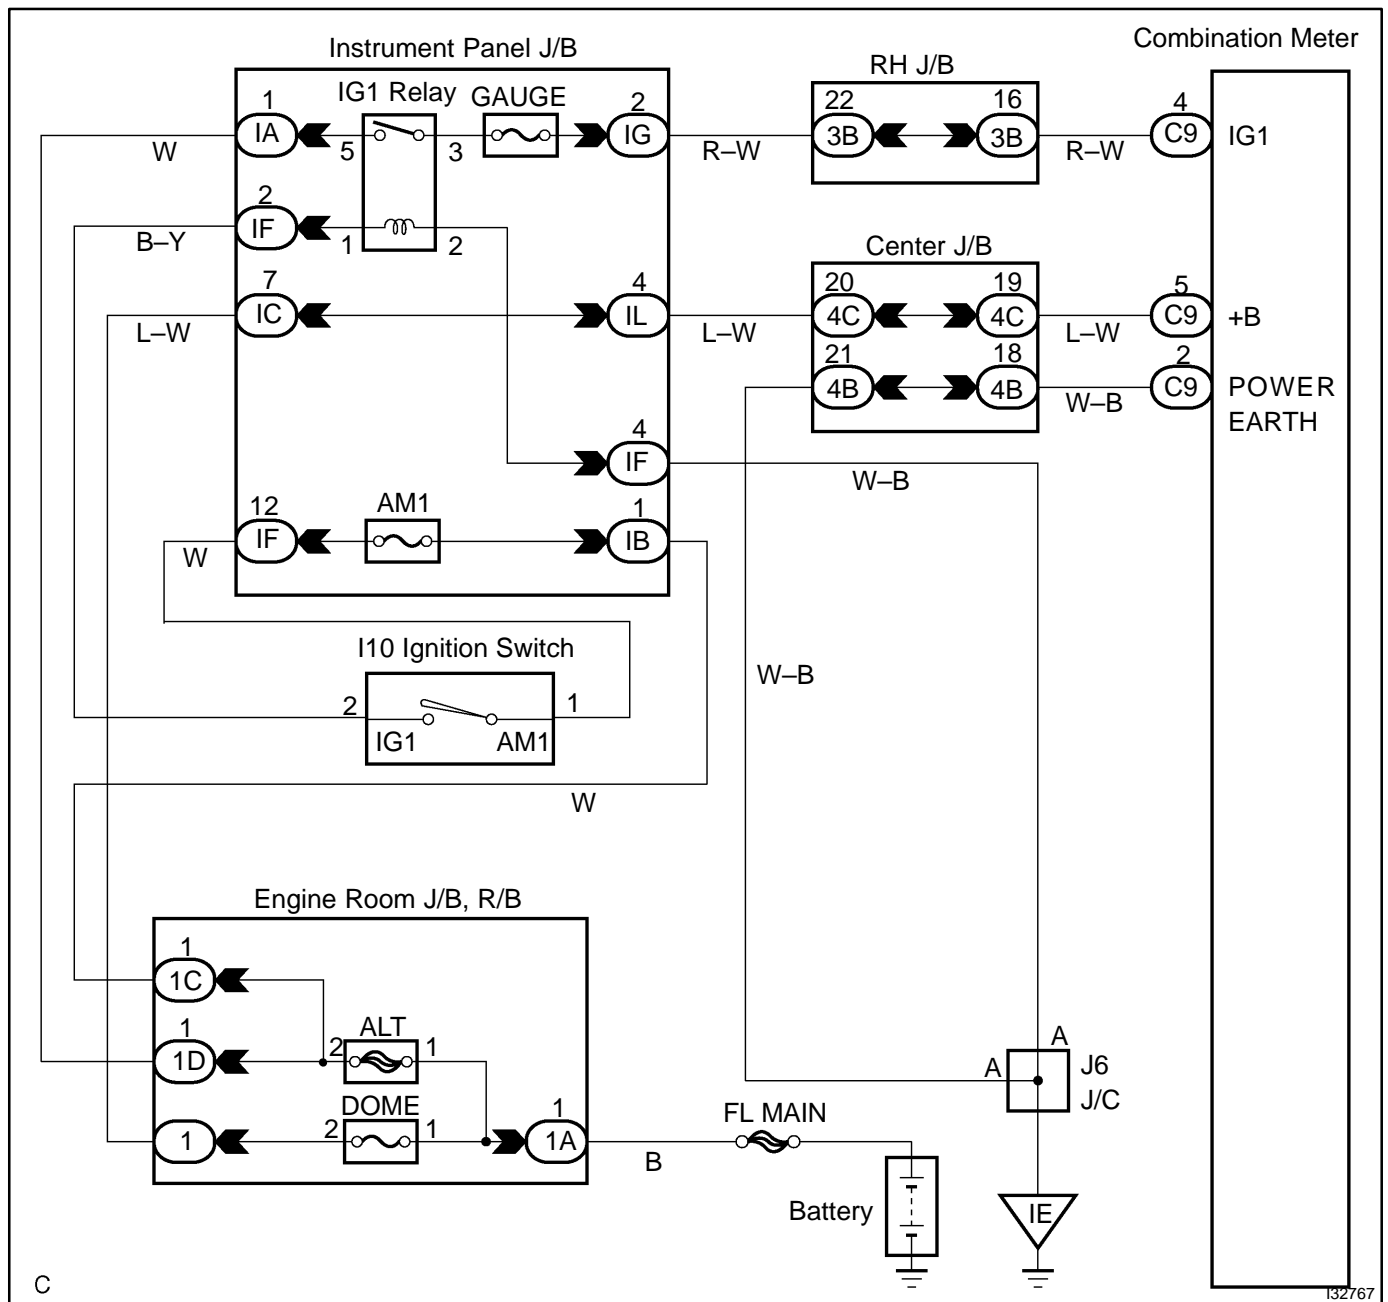 Combination Meter
Instrument Panel J/B
RH J/B
IG1 Relay
GAUGE
1
2
22
16
4
IA
5
3
IG
3B
3B
C9
IG1
W
R–W
R–W
2
IF
1
2
B–Y
Center J/B
7
4
20
19
5
IC
IL
4C
4C
C9
+B
L–W
L–W
L–W
21
18
2
4B
4B
C9
POWER
EARTH
W–B
4
IF
W–B
12
AM1
1
IF
IB
W
I10 Ignition Switch
W–B
2
1
IG1
AM1
W
Engine Room J/B, R/B
1
1C
1
ALT
1D
2
1
A
A
J6
J/C
DOME
1
FL MAIN
1
2
1
1A
B
Battery
IE
C
I32767